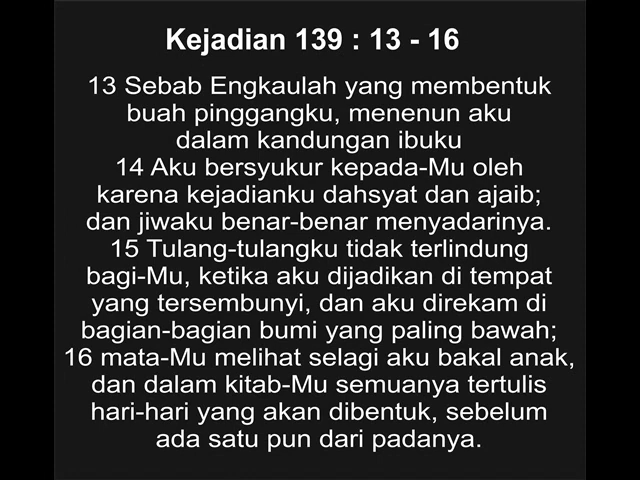 Kejadian 139 : 13 - 16
13 Sebab Engkaulah yang membentuk
buah pinggangku, menenun aku
dalam kandungan ibuku
14 Aku bersyukur kepada-Mu oleh
karena kejadianku dahsyat dan ajaib;
dan jiwaku benar-benar menyadarinya.
15 Tulang-tulangku tidak terlindung
bagi-Mu, ketika aku dijadikan di tempat
yang tersembunyi, dan aku direkam di
bagian-bagian bumi yang paling bawah;
16 mata-Mu melihat selagi aku bakal anak,
dan dalam kitab-Mu semuanya tertulis
hari-hari yang akan dibentuk, sebelum
ada satu pun dari padanya.